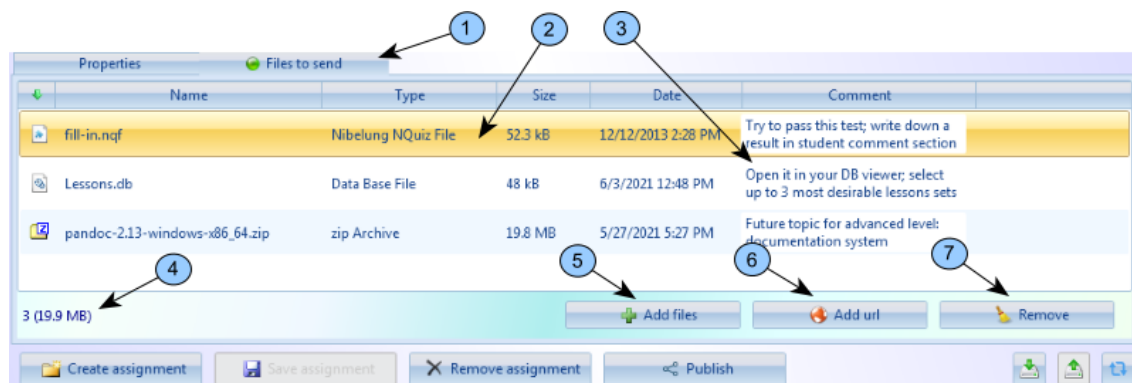 1 2 3
Properties Files to send
Name Type Size Date Comment
fill-in.nqf Nibelung NQuiz File 52.3 kB 12/12/2013 2:28 PM Try to pass this test; write down a
result in student comment section
Lessons.db Data Base File 48 kB 6/3/2021 12:48 PM Open it in your DB viewer; select
up to 3 most desirable lessons sets
pandoc-2.13-windows-x86_64.zip zip Archive 19.8 MB 5/27/2021 5:27 PM Future topic for advanced level:
documentation system
4 5 6 7
3 (19.9 MB) Add files Add url Remove
Create assignment Save assignment Remove assignment Publish